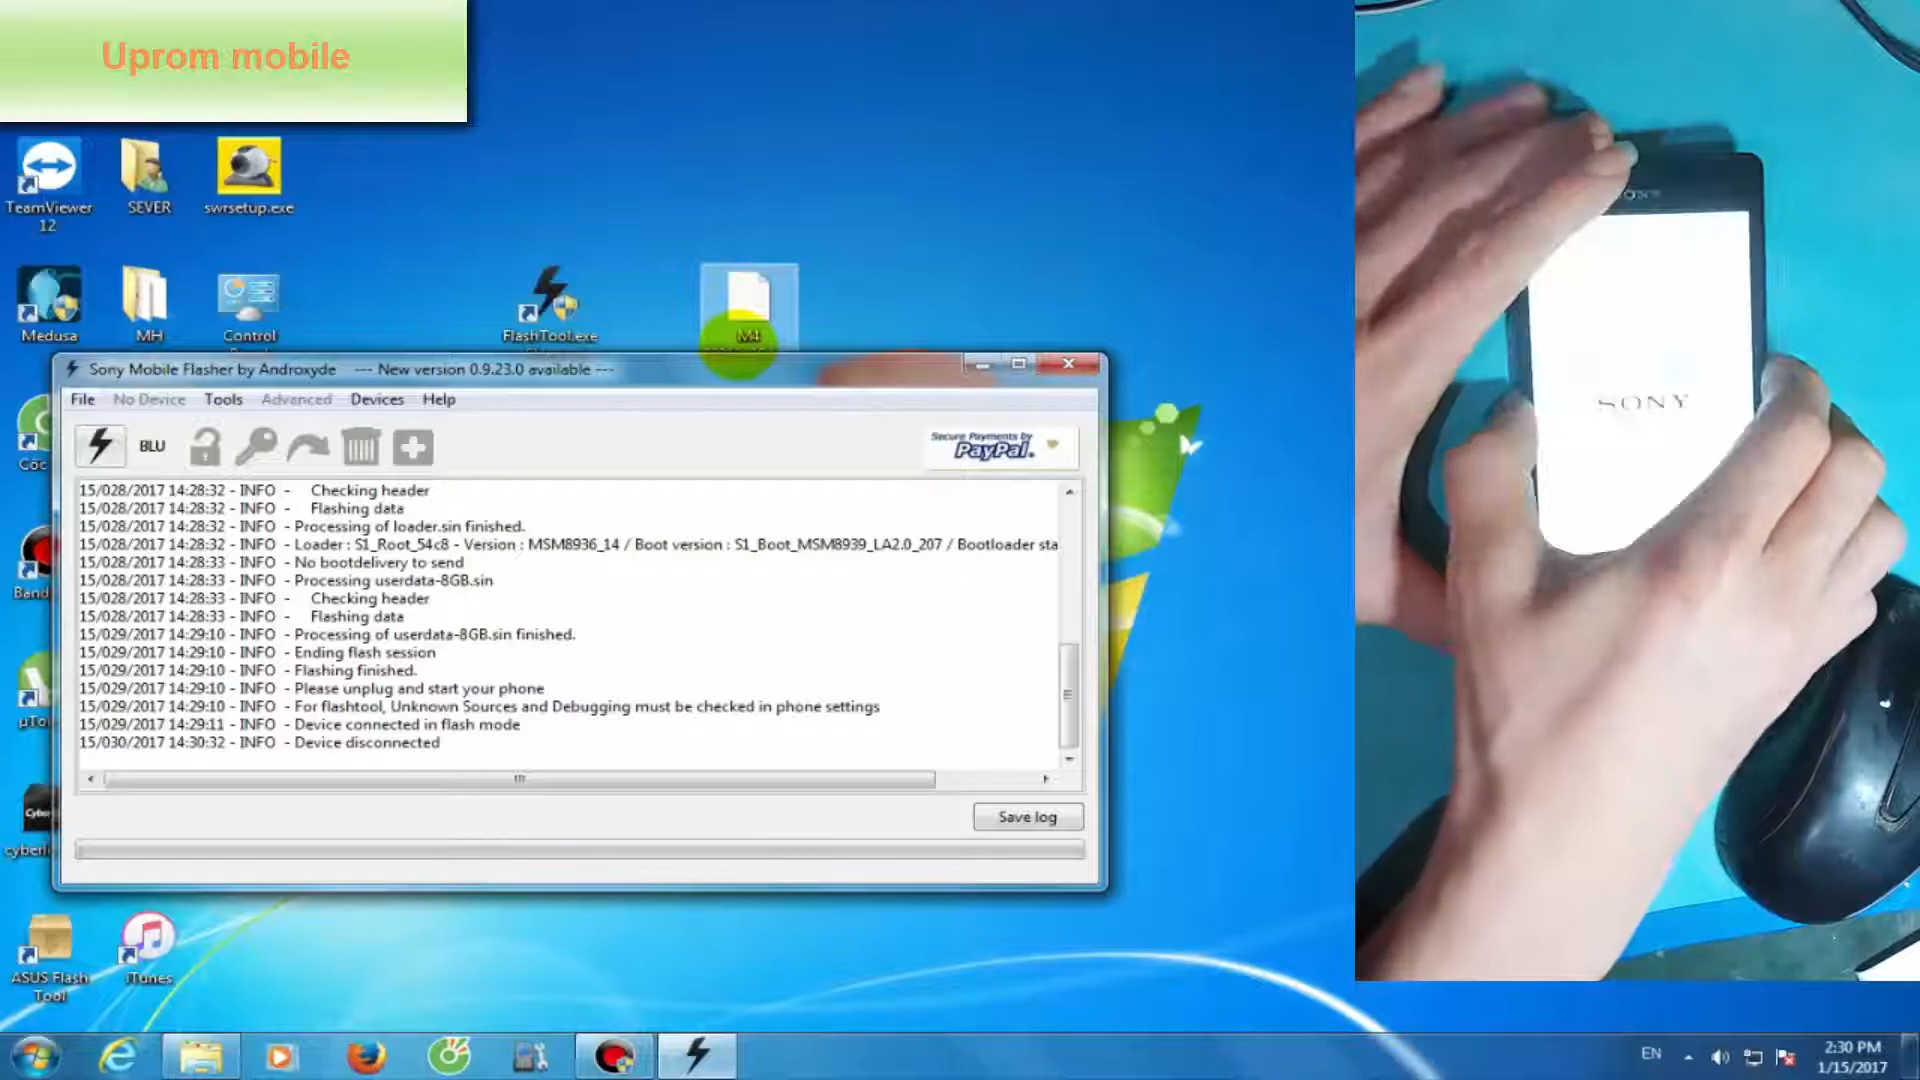 Uprom mobile
TeamViewer 12
SEVER
swrsetup.exe
Medusa
MH
Control
FlashTool.exe
M4
Sony Mobile Flasher by Androxyde --- New version 0.9.23.0 available ---
File No Device Tools Advanced Devices Help
BLU
Secure Payments by
PayPal.
15/028/2017 14:28:32 - INFO - Checking header
15/028/2017 14:28:32 - INFO - Flashing data
15/028/2017 14:28:32 - INFO - Processing of loader.sin finished.
15/028/2017 14:28:32 - INFO - Loader : S1_Root_54c8 - Version : MSM8936_14 / Boot version : S1_Boot_MSM8939_LA2.0_207 / Bootloader sta
15/028/2017 14:28:33 - INFO - No bootdelivery to send
15/028/2017 14:28:33 - INFO - Processing userdata-8GB.sin
15/028/2017 14:28:33 - INFO - Checking header
15/028/2017 14:28:33 - INFO - Flashing data
15/029/2017 14:29:10 - INFO - Processing of userdata-8GB.sin finished.
15/029/2017 14:29:10 - INFO - Ending flash session
15/029/2017 14:29:10 - INFO - Flashing finished.
15/029/2017 14:29:10 - INFO - Please unplug and start your phone
15/029/2017 14:29:10 - INFO - For flashtool, Unknown Sources and Debugging must be checked in phone settings
15/029/2017 14:29:11 - INFO - Device connected in flash mode
15/030/2017 14:30:32 - INFO - Device disconnected
Save log
Cốc
Band
µTo
cyberli
ASUS Flash Tool
iTunes
SONY
EN
2:30 PM
1/15/2017